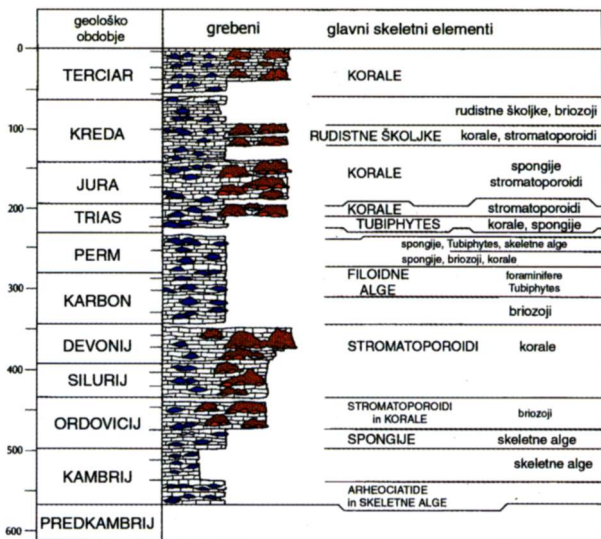 geološko
obdobje
grebeni
glavni skeletni elementi
0
TERCIAR
KORALE
rudistne školjke, briozoji
100
KREDA
RUDISTNE ŠKOLJKE
korale, stromatoporoidi
JURA
KORALE
spongije
stromatoporoidi
200
TRIAS
KORALE
stromatoporoidi
TUBIPHYTES
korale, spongije
PERM
spongije, Tubiphytes, skeletne alge
spongije, briozoji, korale
300
KARBON
FILOIDNE
ALGE
foraminifere
Tubiphytes
briozoji
DEVONIJ
STROMATOPOROIDI
korale
400
SILURIJ
ORDOVICIJ
STROMATOPOROIDI
in KORALE
briozoji
SPONGIJE
skeletne alge
500
KAMBRIJ
skeletne alge
ARHEOCIATIDE
in SKELETNE ALGE
600
PREDKAMBRIJ